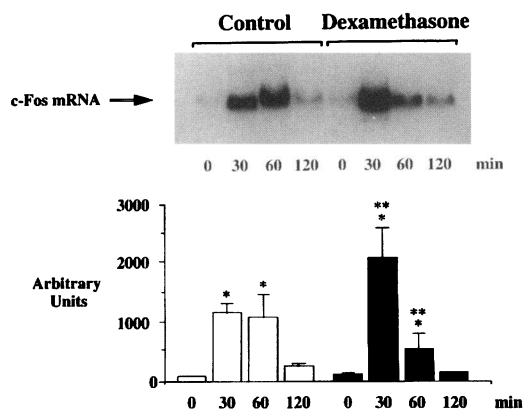 Control Dexamethasone
c-Fos mRNA
0 30 60 120 0 30 60 120 min
3000
**
*
2000
Arbitrary
Units
* * **
*
1000
0
0 30 60 120 0 30 60 120 min